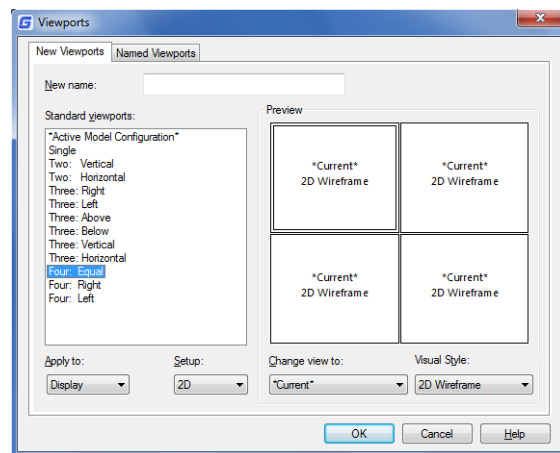 Viewports
New Viewports
Named Viewports
New name:
Standard viewports:
*Active Model Configuration*
Single
Two: Vertical
Two: Horizontal
Three: Right
Three: Left
Three: Above
Three: Below
Three: Vertical
Three: Horizontal
Four: Equal
Four: Right
Four: Left
Preview
*Current*
2D Wireframe
*Current*
2D Wireframe
*Current*
2D Wireframe
*Current*
2D Wireframe
Apply to:
Display
Setup:
2D
Change view to:
*Current*
Visual Style:
2D Wireframe
OK
Cancel
Help